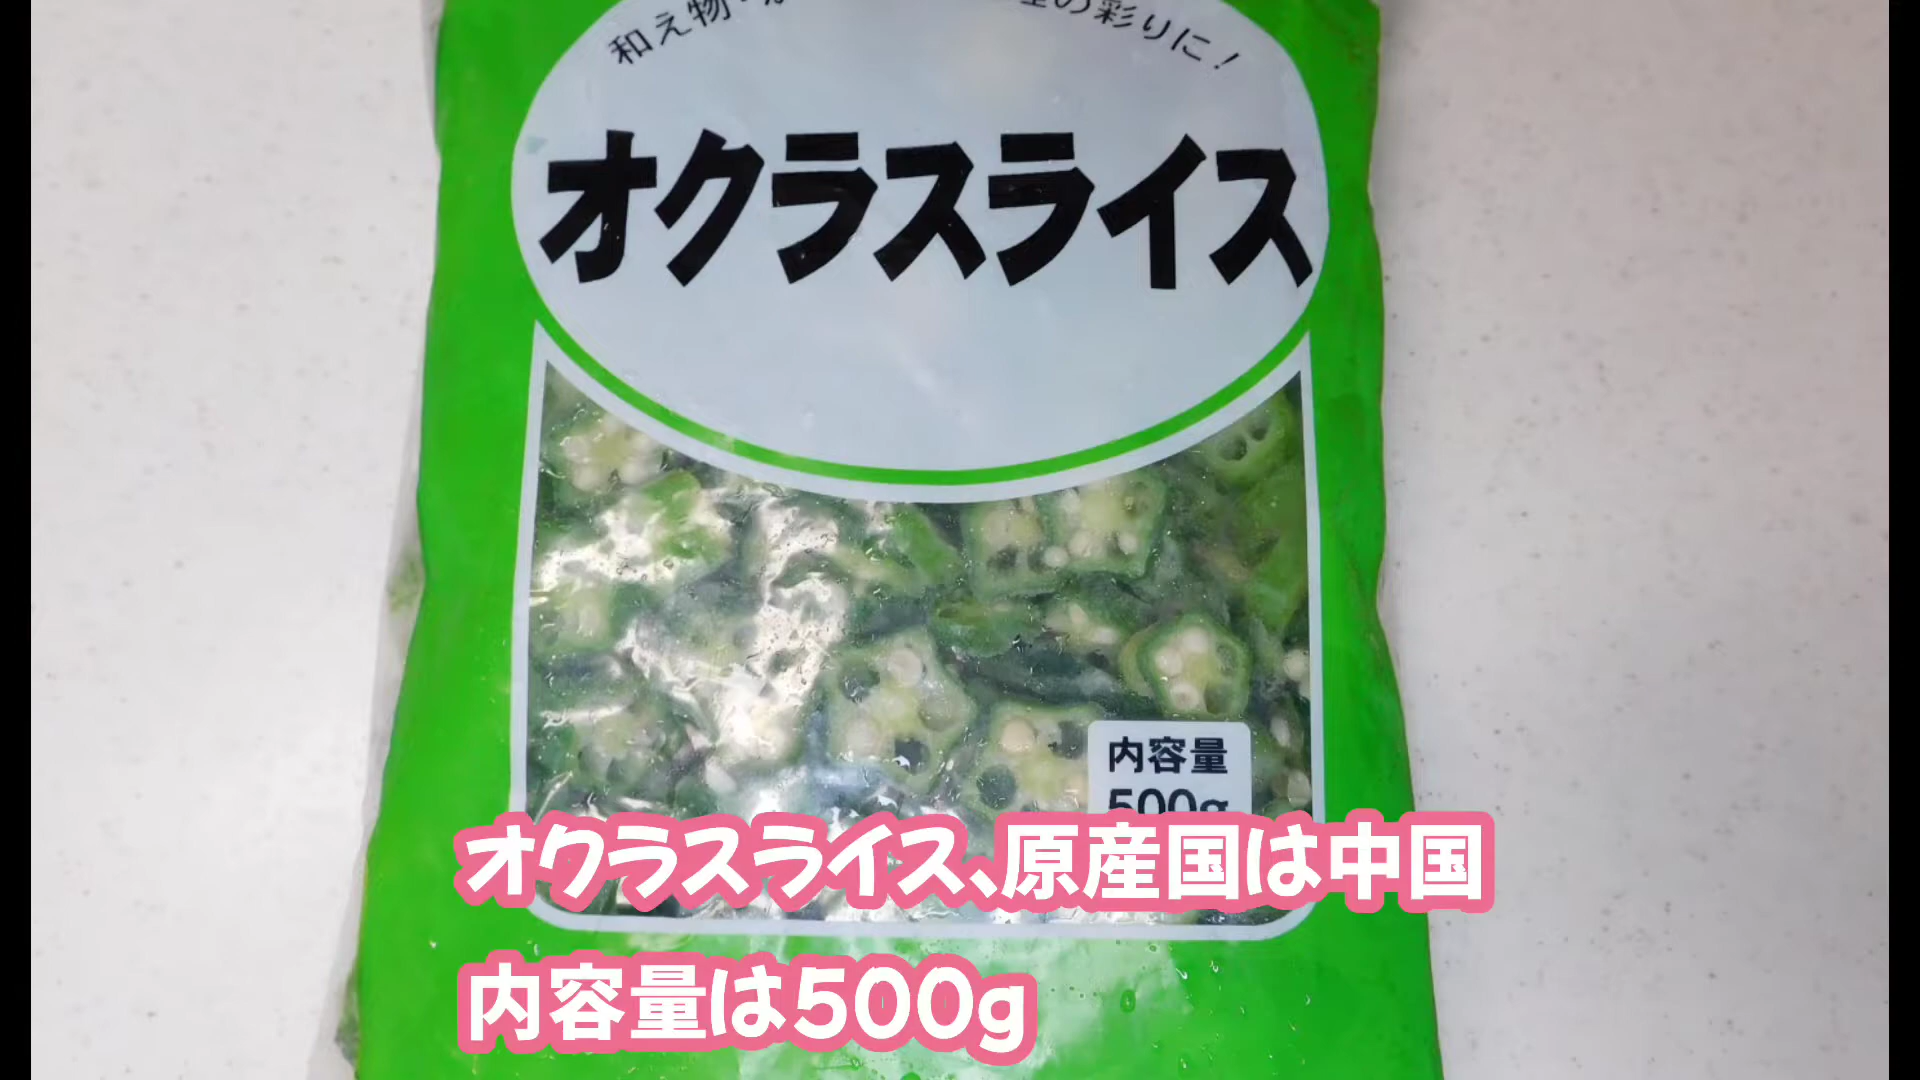 和え物
の彩りに!
オクラスライス
内容量
500g
オクラスライス、原産国は中国
内容量は500g